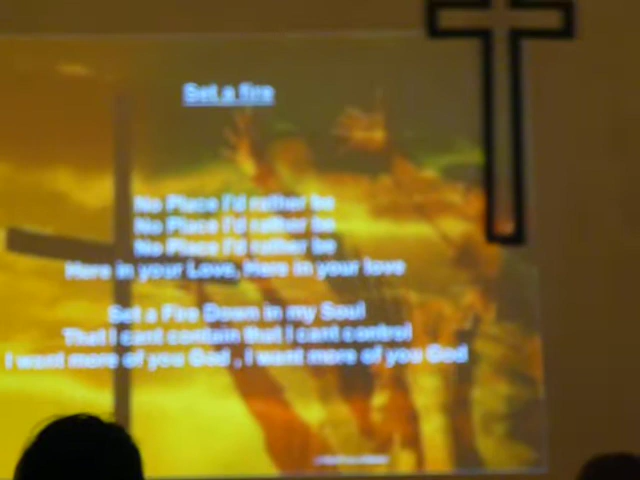 Set a fire
No Place I'd rather be
No Place I'd rather be
No Place I'd rather be
Here in your Love, Here in your love
Set a Fire Down in my Soul
That I cant contain that I cant control
I want more of you God , I want more of you God